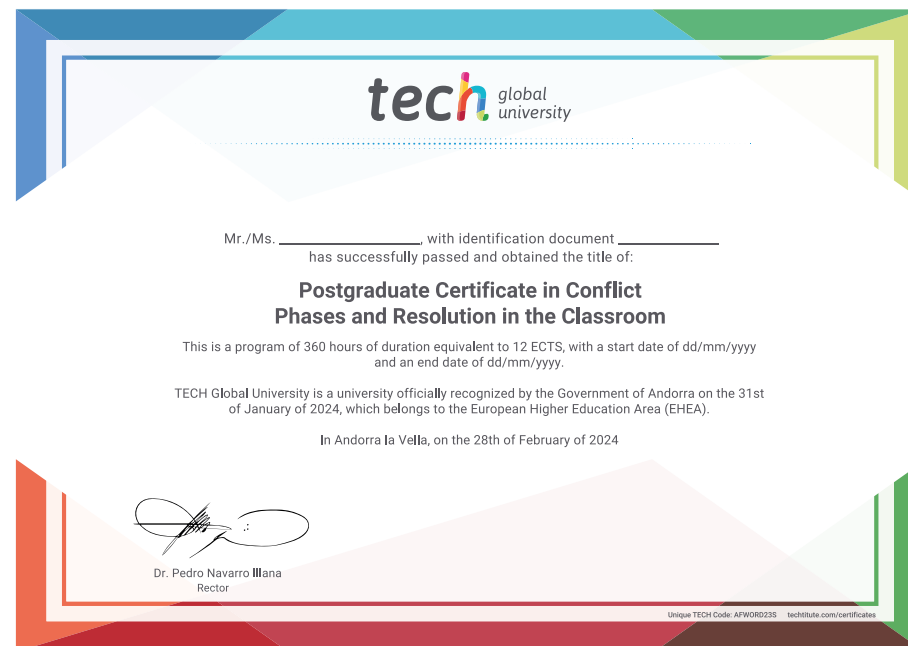 tech global
university
Mr./Ms. ____________________, with identification document ______________
has successfully passed and obtained the title of:
Postgraduate Certificate in Conflict
Phases and Resolution in the Classroom
This is a program of 360 hours of duration equivalent to 12 ECTS, with a start date of dd/mm/yyyy
and an end date of dd/mm/yyyy.
TECH Global University is a university officially recognized by the Government of Andorra on the 31st
of January of 2024, which belongs to the European Higher Education Area (EHEA).
In Andorra la Vella, on the 28th of February of 2024
Dr. Pedro Navarro Illana
Rector
Unique TECH Code: AFWORD23S techtitute.com/certificates